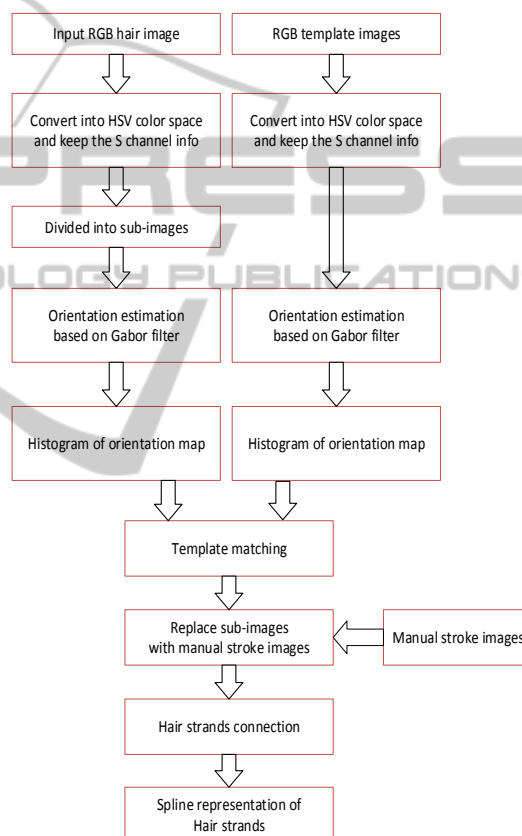 Input RGB hair image
RGB template images
Convert into HSV color space
and keep the S channel info
Convert into HSV color space
and keep the S channel info
PRESS
Divided into sub-images
OLOGY PUBLICATION
Orientation estimation
based on Gabor filter
Orientation estimation
based on Gabor filter
Histogram of orientation map
Histogram of orientation map
Template matching
Replace sub-images
with manual stroke images
Manual stroke images
Hair strands connection
Spline representation of
Hair strands